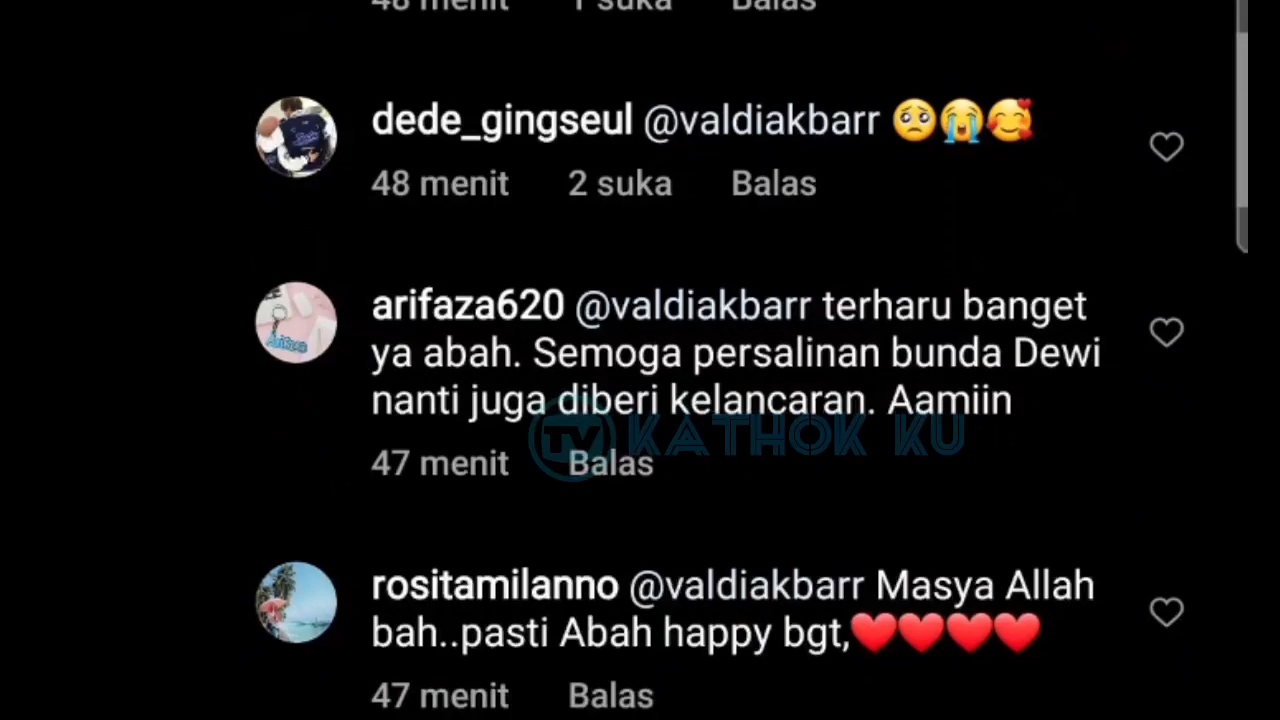 48 menit 1 suka Balas
dede_gingseul @valdiakbarr 🥺😭🥰
48 menit 2 suka Balas
arifaza620 @valdiakbarr terharu banget
ya abah. Semoga persalinan bunda Dewi
nanti juga diberi kelancaran. Aamiin
TV KATHOK KU
47 menit Balas
rositamilanno @valdiakbarr Masya Allah
bah..pasti Abah happy bgt,❤️❤️❤️❤️
47 menit Balas